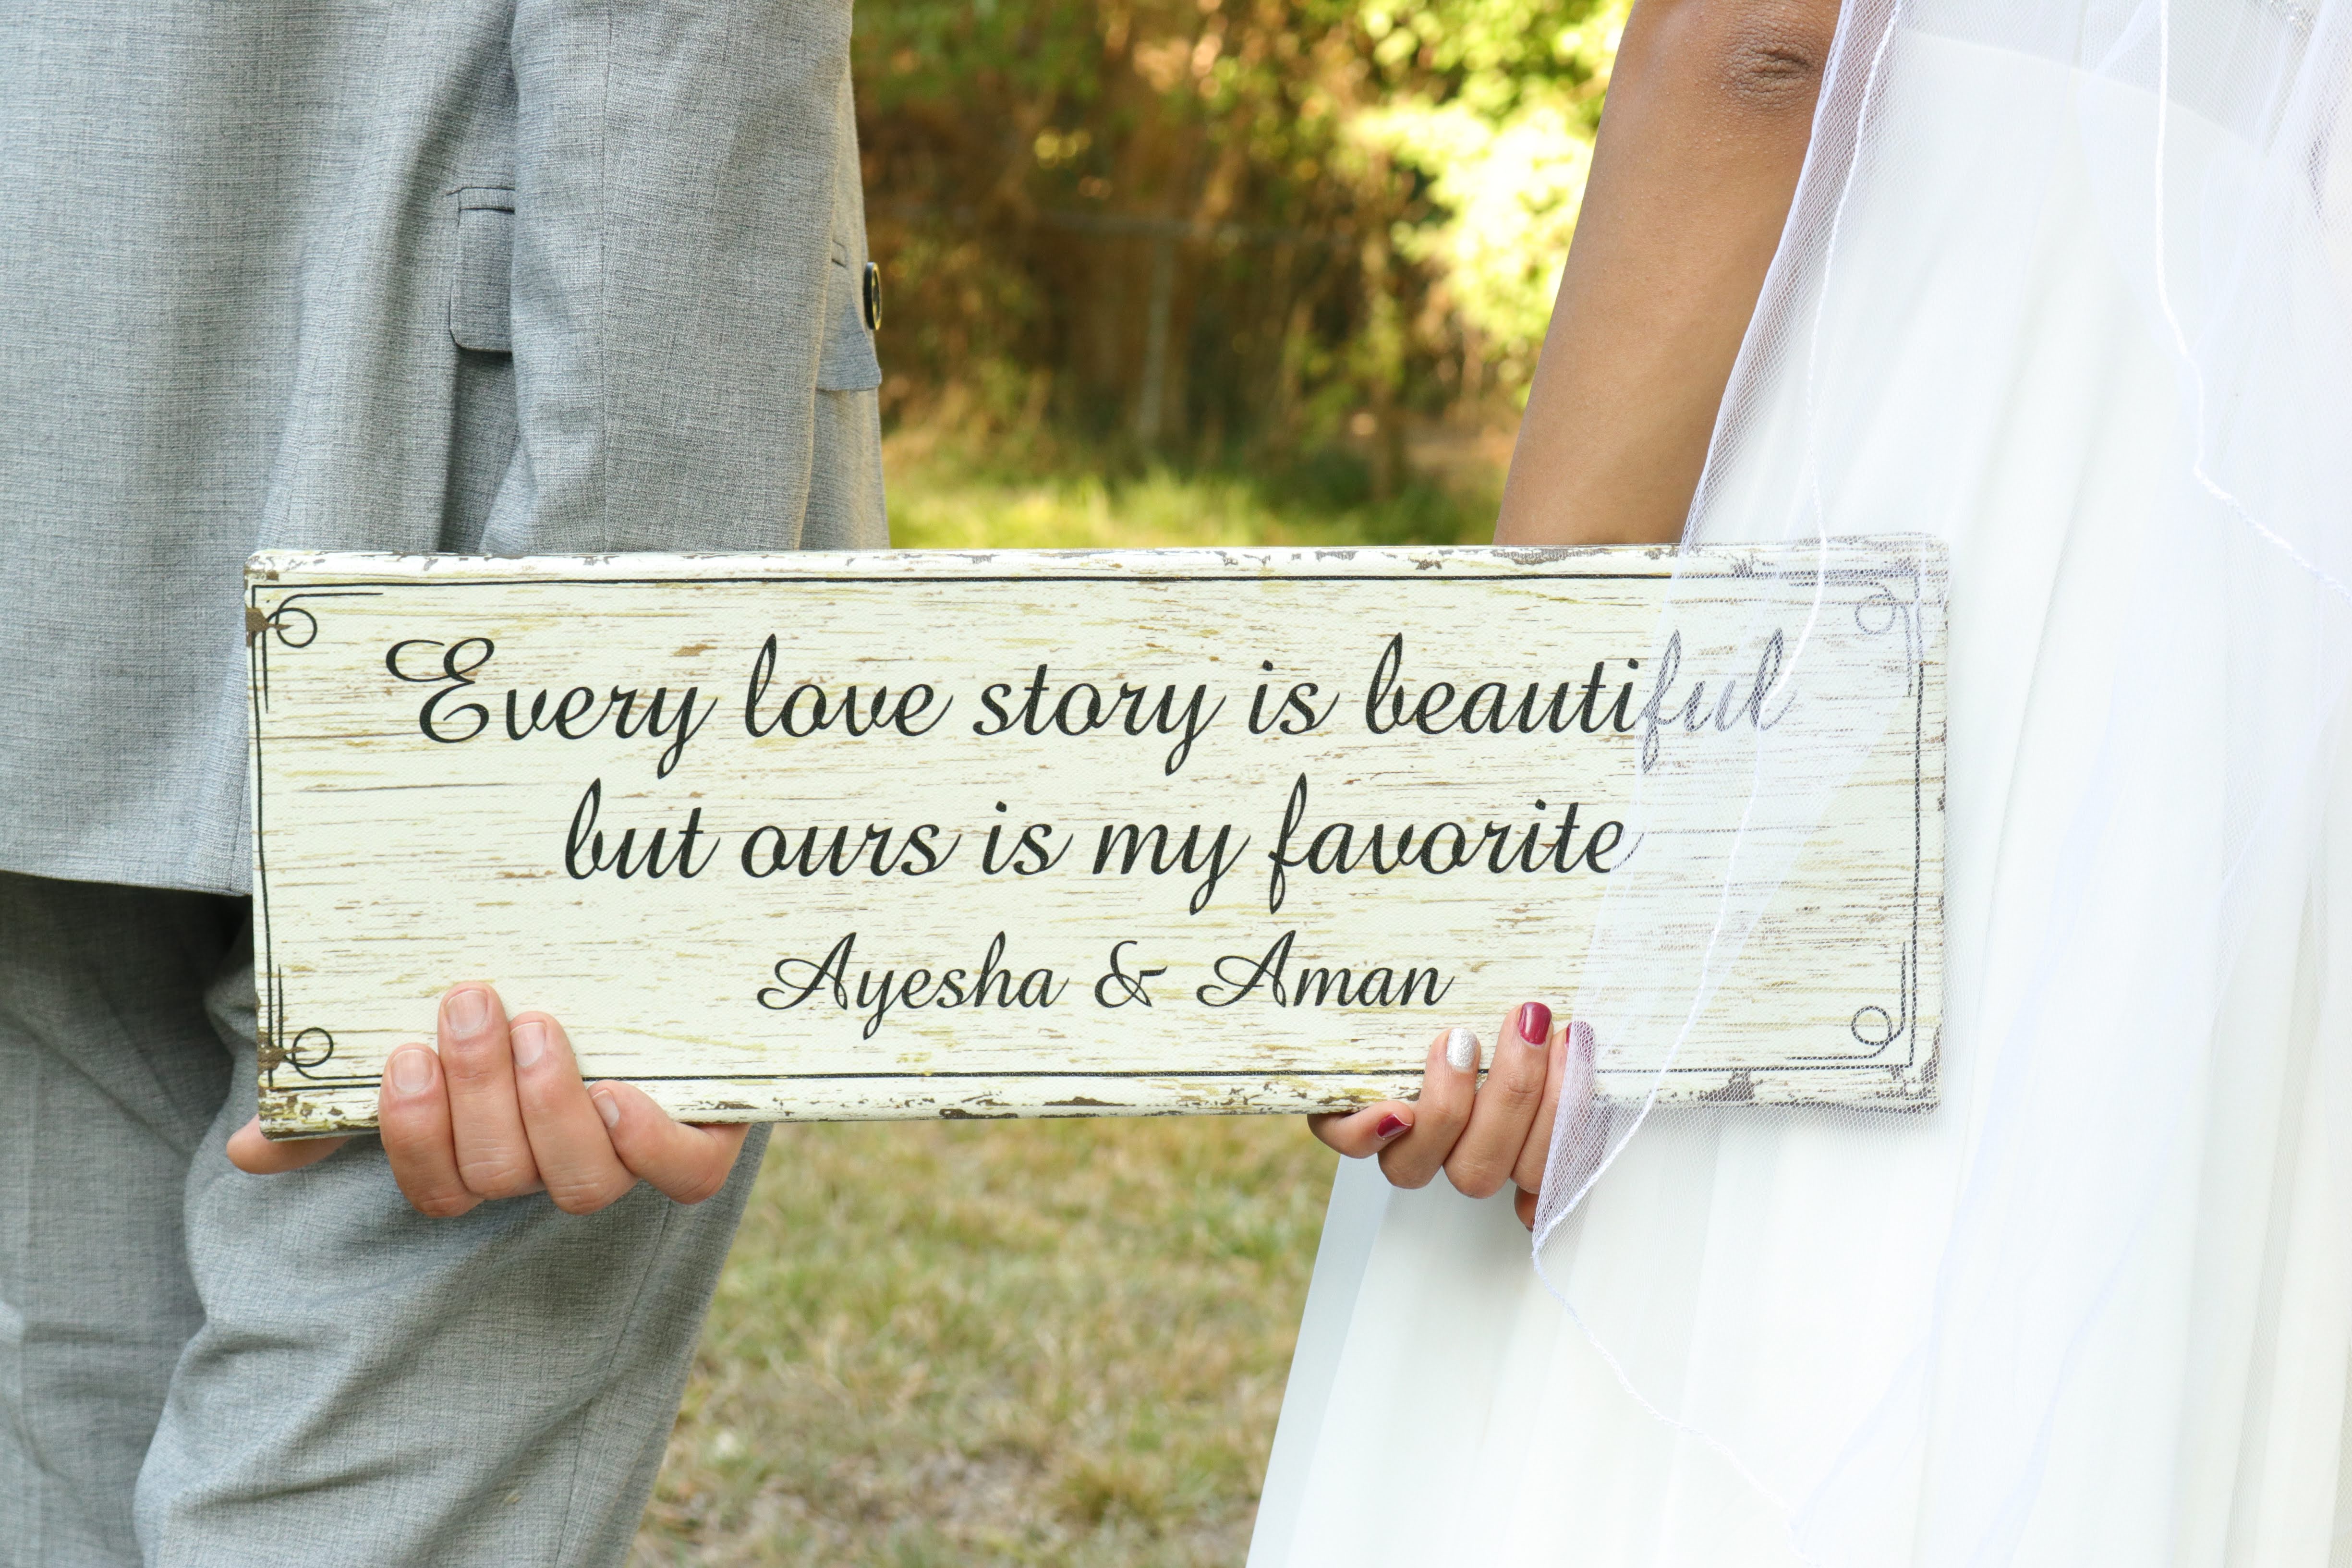 Every love story is beautiful
but ours is my favorite
Ayesha & Aman